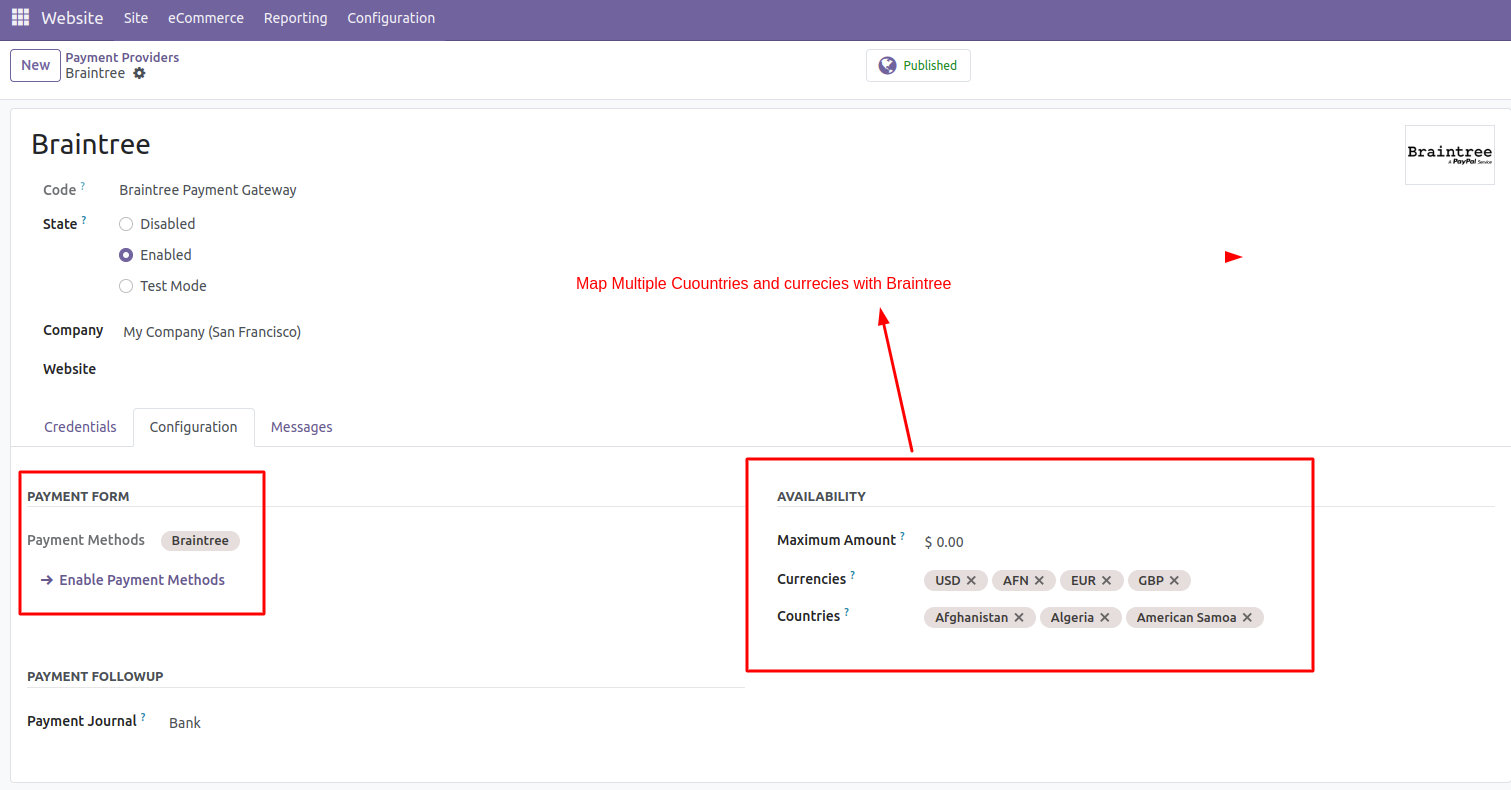 Website Site eCommerce Reporting Configuration
New Payment Providers
Braintree
Published
Braintree
Braintree
A PayPal Service
Code ? Braintree Payment Gateway
State ? Disabled
Enabled
Test Mode
Map Multiple Cuountries and currecies with Braintree
Company My Company (San Francisco)
Website
Credentials Configuration Messages
PAYMENT FORM
Payment Methods Braintree
→ Enable Payment Methods
AVAILABILITY
Maximum Amount ? $ 0.00
Currencies ? USD × AFN × EUR × GBP ×
Countries ? Afghanistan × Algeria × American Samoa ×
PAYMENT FOLLOWUP
Payment Journal ? Bank